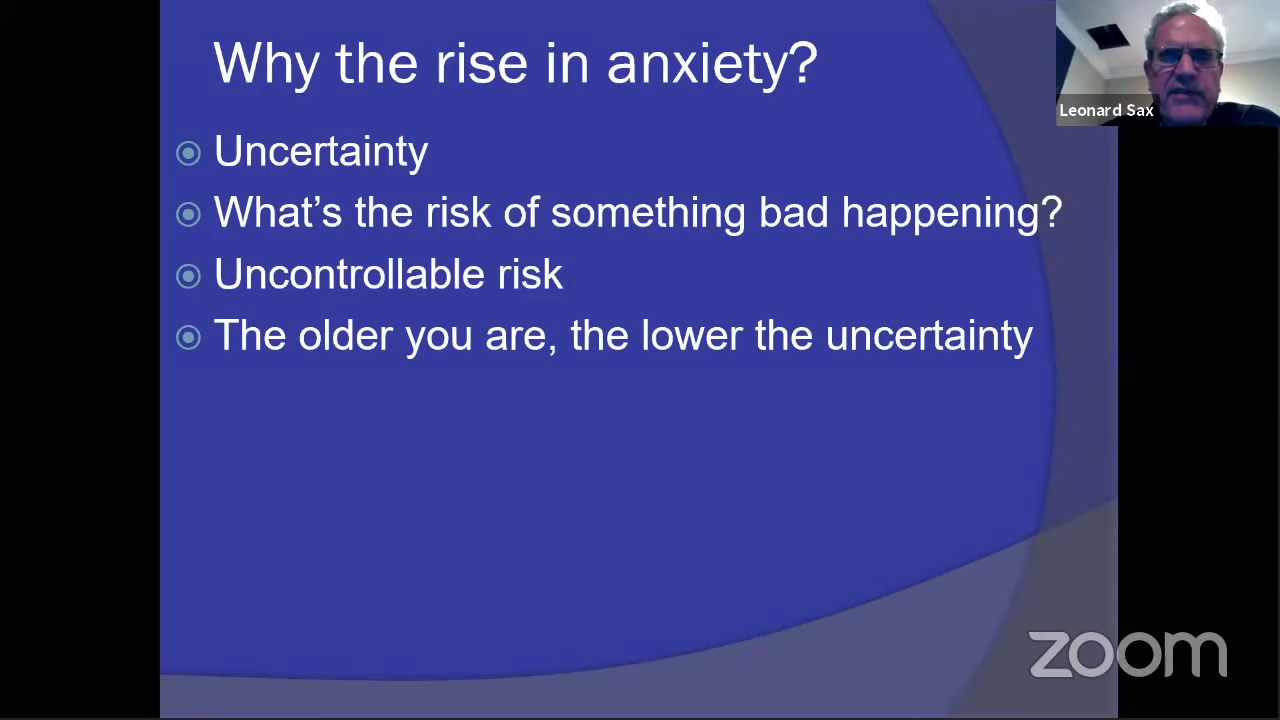 Why the rise in anxiety?
Leonard Sax
Uncertainty
What's the risk of something bad happening?
Uncontrollable risk
The older you are, the lower the uncertainty
zoom